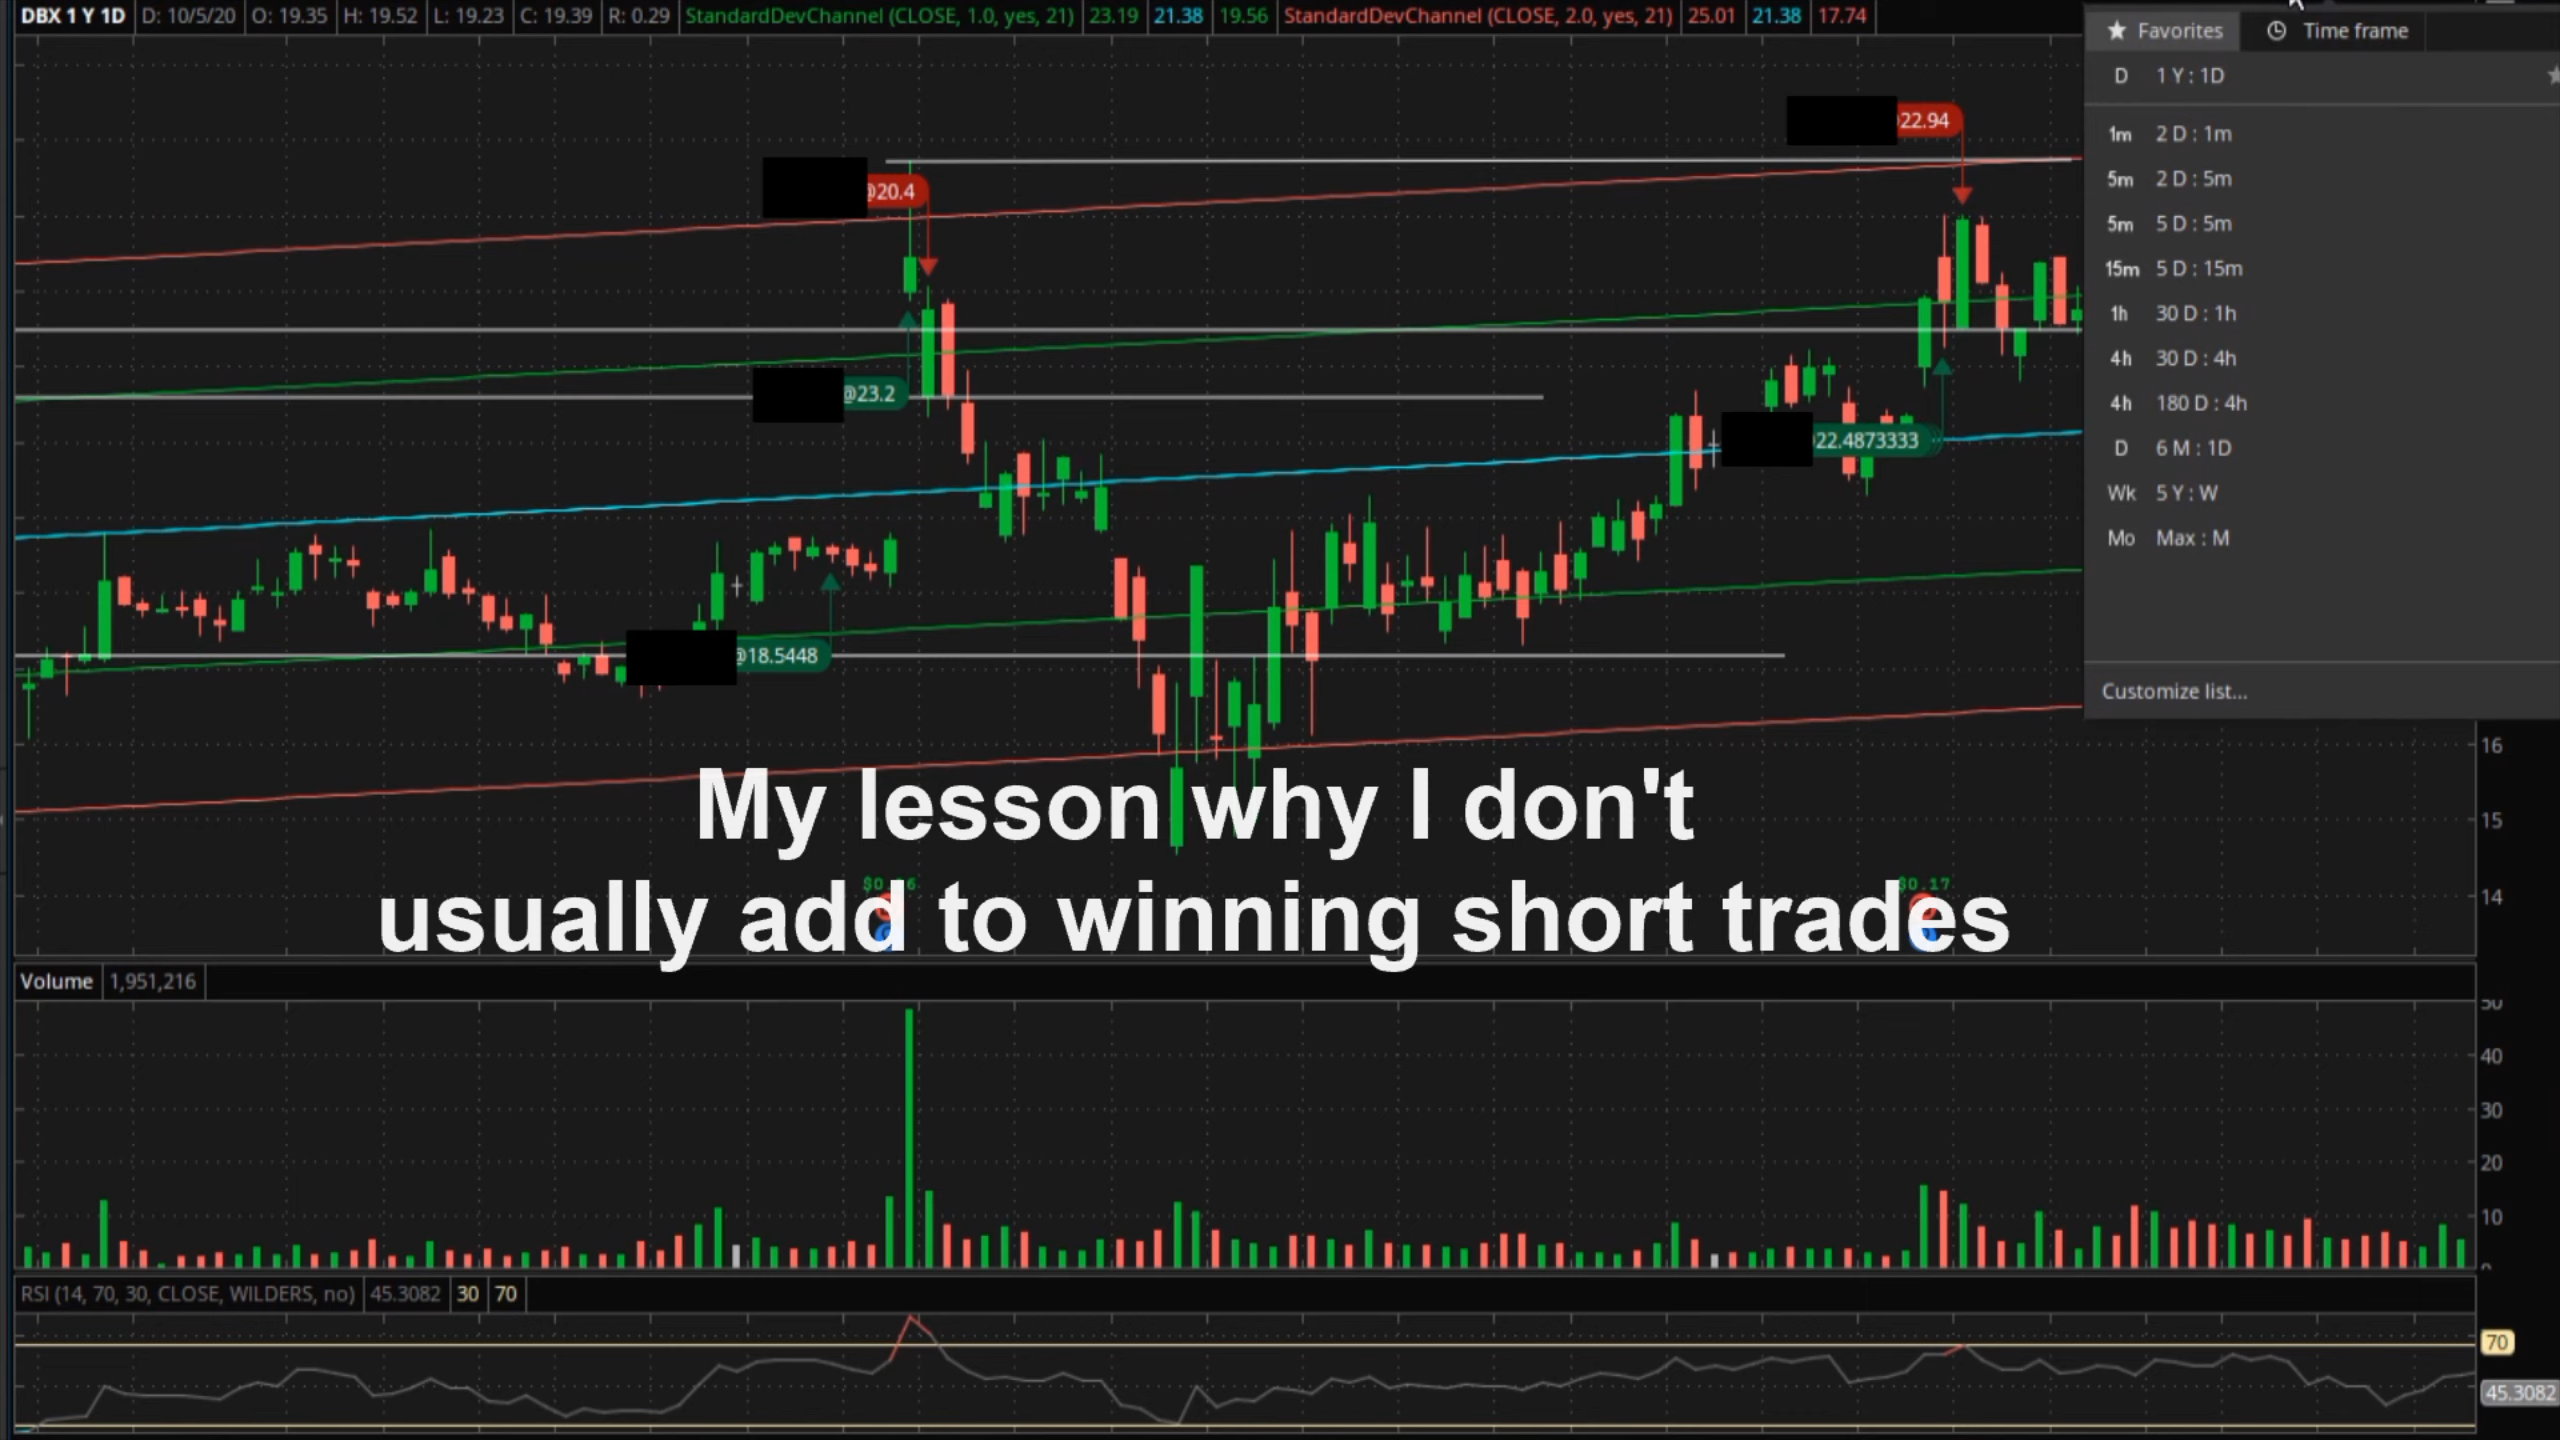 DBX 1 Y 1D D: 10/5/20 O: 19.35 H: 19.52 L: 19.23 C: 19.39 R: 0.29 StandardDevChannel (CLOSE, 1.0, yes, 21) 23.19 21.38 19.56 StandardDevChannel (CLOSE, 2.0, yes, 21) 25.01 21.38 17.74
Favorites Time frame
D 1 Y : 1D
1m 2 D : 1m
5m 2 D : 5m
5m 5 D : 5m
15m 5 D : 15m
1h 30 D : 1h
4h 30 D : 4h
4h 180 D : 4h
D 6 M : 1D
Wk 5 Y : W
Mo Max : M
Customize list...
22.94
@20.4
@23.2
22.4873333
@18.5448
16
15
14
My lesson why I don't
usually add to winning short trades
$0.17
Volume 1,951,216
50
40
30
20
10
RSI (14, 70, 30, CLOSE, WILDERS, no) 45.3082 30 70
70
45.3082